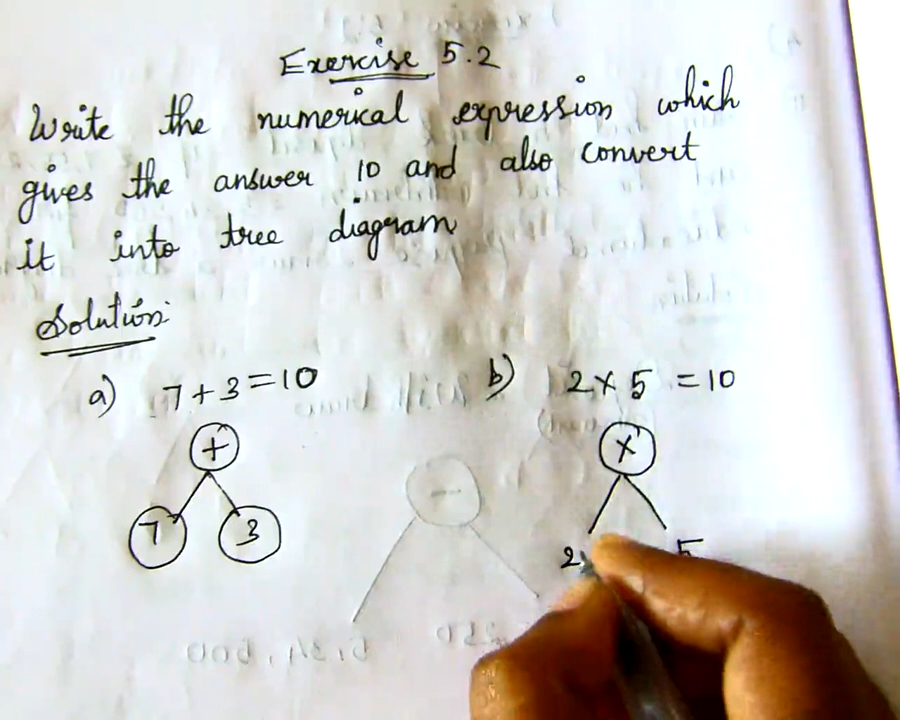 Exercise 5.2
Write the numerical expression which
gives the answer 10 and also convert
it into tree diagram
Solution:
a) 7+3=10
b) 2×5=10
+
×
7
3
2
5